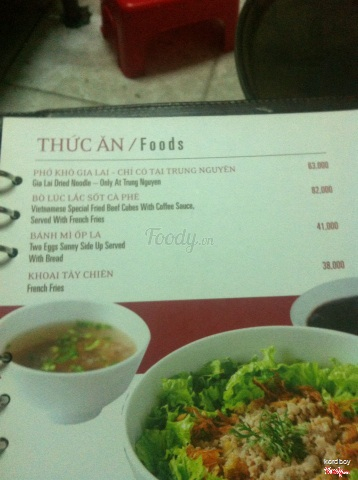 THỨC ĂN / Foods
PHỞ KHÔ GIA LAI - CHỈ CÓ TẠI TRUNG NGUYÊN 63,000
Gia Lai Dried Noodle – Only At Trung Nguyen
BÒ LÚC LẮC SỐT CÀ PHÊ 82,000
Vietnamese Special Fried Beef Cubes With Coffee Sauce,
Served With French Fries
BÁNH MÌ ỐP LA 41,000
Two Eggs Sunny Side Up Served
With Bread
KHOAI TÂY CHIÊN 38,000
French Fries
Foody.vn
kord boy